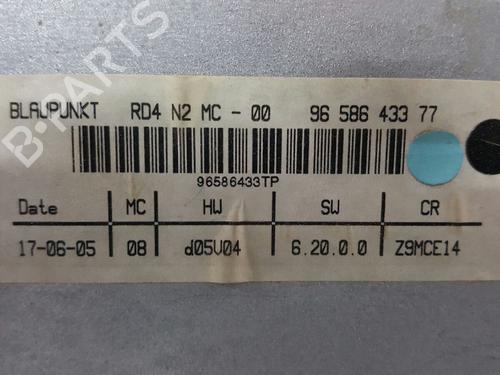 B-PARTS
BLAUPUNKT RD4 N2 MC - 00 96 586 433 77
96586433TP
Date MC HW SW CR
17-06-05 08 d05V04 6.20.0.0 Z9MCE14